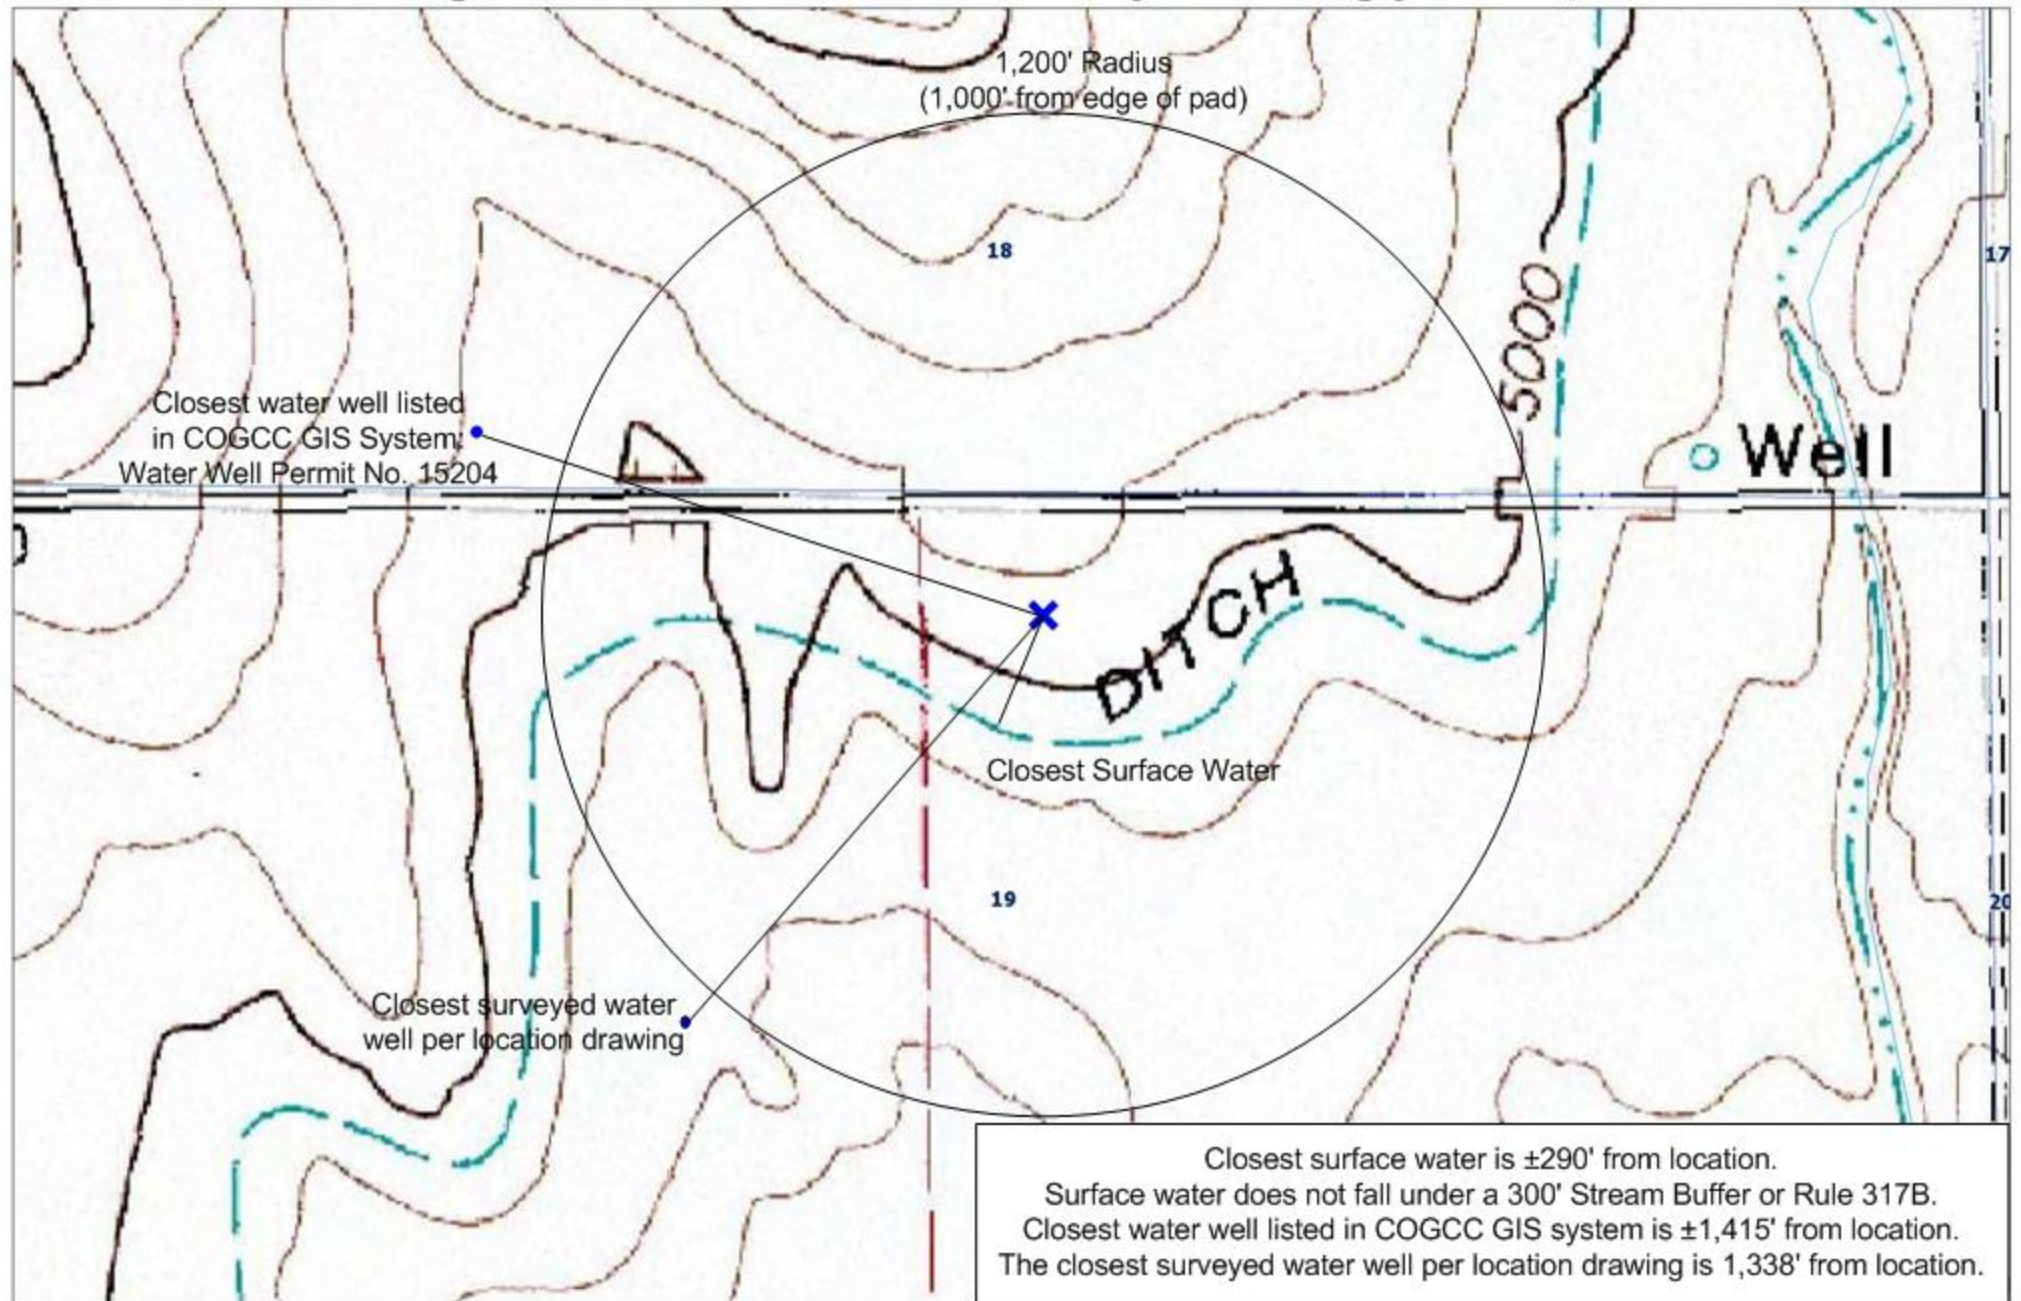 1,200' Radius
(1,000' from edge of pad)
18
17
5000
Closest water well listed
in COGCC GIS System:
Water Well Permit No. 15204
Well
DITCH
Closest Surface Water
19
20
Closest surveyed water
well per location drawing
Closest surface water is ±290' from location.
Surface water does not fall under a 300' Stream Buffer or Rule 317B.
Closest water well listed in COGCC GIS system is ±1,415' from location.
The closest surveyed water well per location drawing is 1,338' from location.